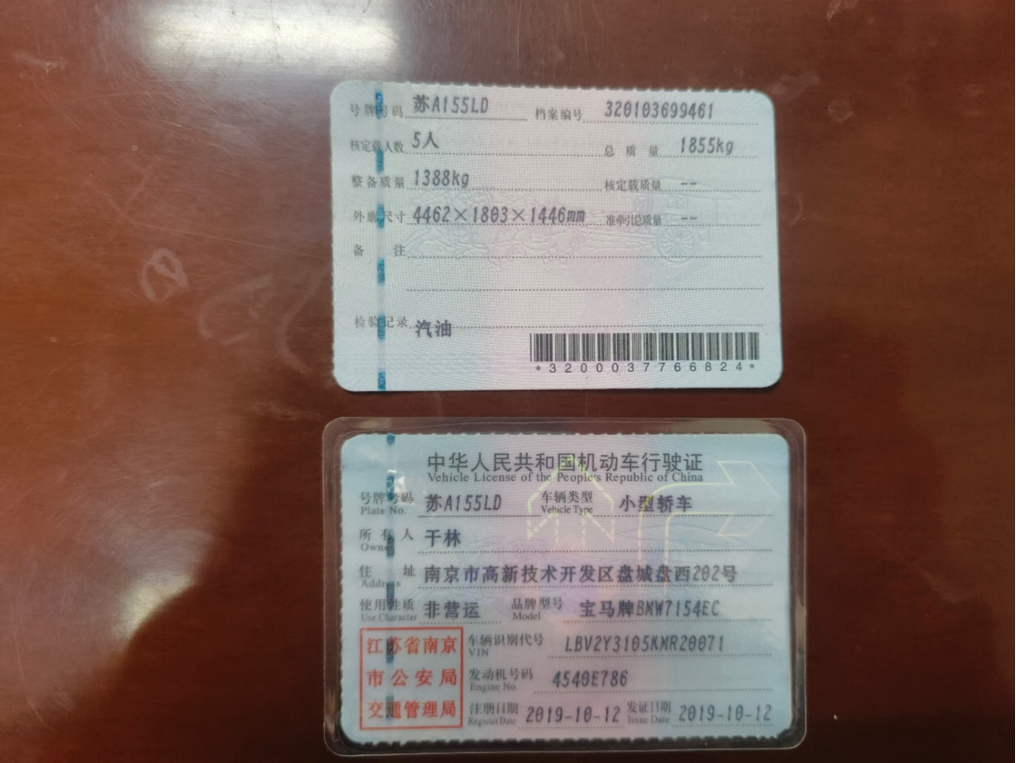 号牌号码 苏A155LD 档案编号 320103699461
核定载人数 5人 总质量 1855kg
整备质量 1388kg 核定载质量 --
外廓尺寸 4462×1803×1446mm 准牵引总质量 --
备注
检验记录 汽油
*3200037766824*
中华人民共和国机动车行驶证
Vehicle License of the People's Republic of China
号牌号码 苏A155LD 车辆类型 小型轿车
Plate No. Vehicle Type
所有人 干林
Owner
住址 南京市高新技术开发区盘城盘西202号
Address
使用性质 非营运 品牌型号 宝马牌BMW7154EC
Use Character Model
江苏省南京
市公安局
交通管理局
车辆识别代号 LBV2Y3105KMR20071
VIN
发动机号码 4540E786
Engine No.
注册日期 2019-10-12 发证日期 2019-10-12
Register Date Issue Date